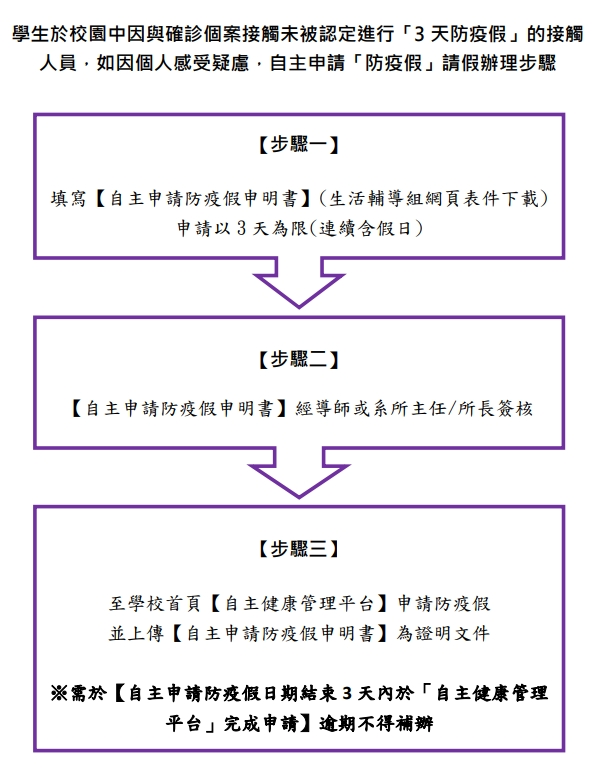 學生於校園中因與確診個案接觸未被認定進行「3 天防疫假」的接觸
人員，如因個人感受疑慮，自主申請「防疫假」請假辦理步驟
【步驟一】
填寫【自主申請防疫假申明書】(生活輔導組網頁表件下載)
申請以 3 天為限(連續含假日)
【步驟二】
【自主申請防疫假申明書】經導師或系所主任/所長簽核
【步驟三】
至學校首頁【自主健康管理平台】申請防疫假
並上傳【自主申請防疫假申明書】為證明文件
※需於【自主申請防疫假日期結束 3 天內於「自主健康管理
平台」完成申請】逾期不得補辦